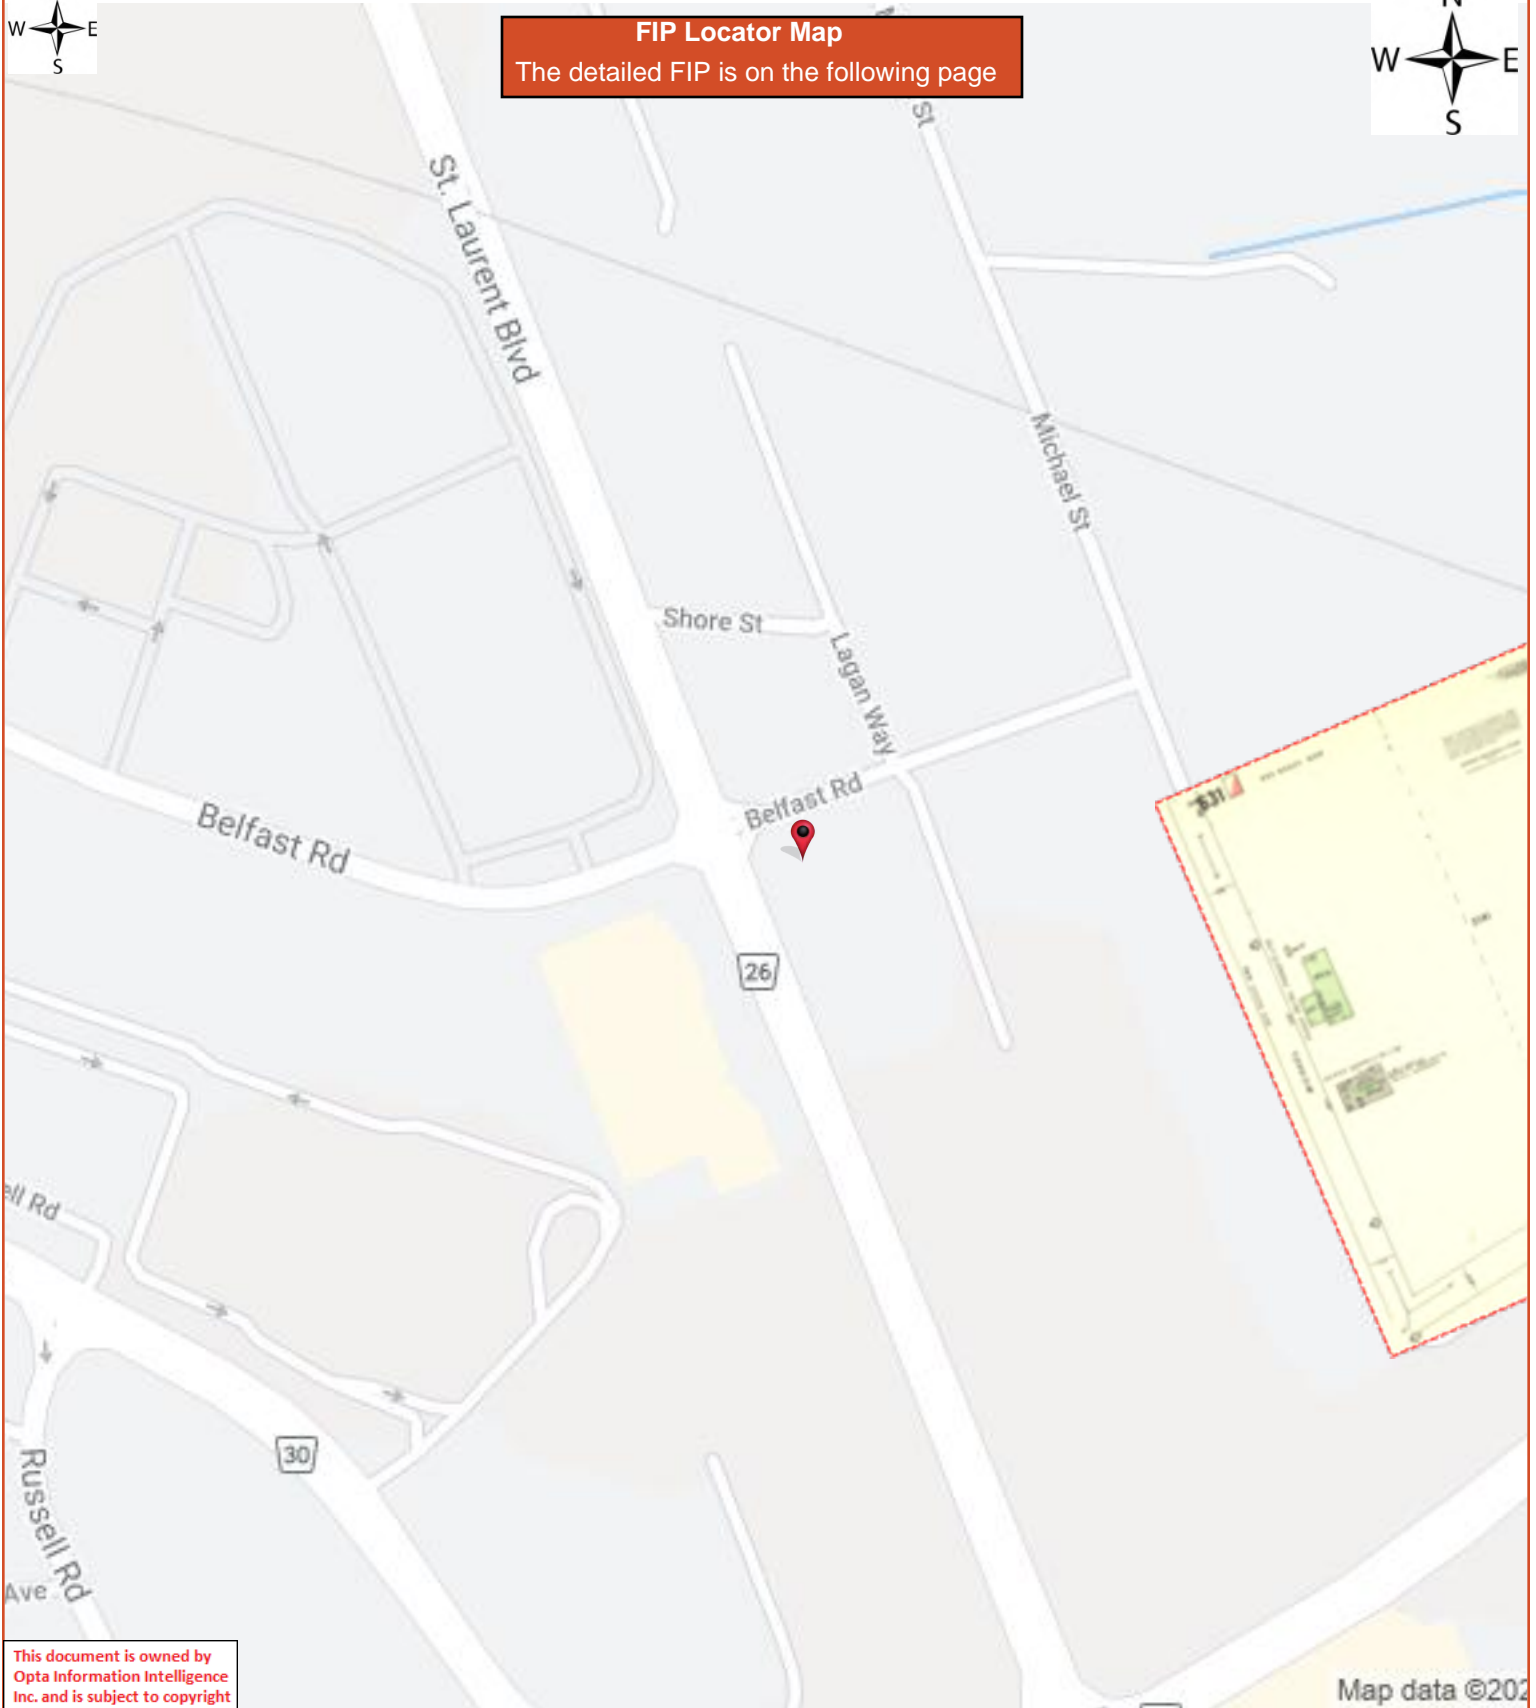 W E
S
FIP Locator Map
The detailed FIP is on the following page
N
W E
S
St
St. Laurent Blvd
Michael St
Shore St
Lagan Way
Belfast Rd
Belfast Rd
531
26
ell Rd
30
Russell Rd
Ave
This document is owned by
Opta Information Intelligence
Inc. and is subject to copyright
Map data ©202